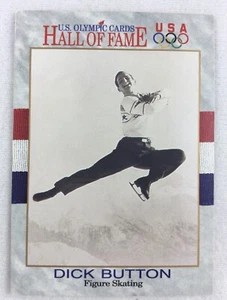 U.S. OLYMPIC CARDS
HALL OF FAME
USA
DICK BUTTON
Figure Skating